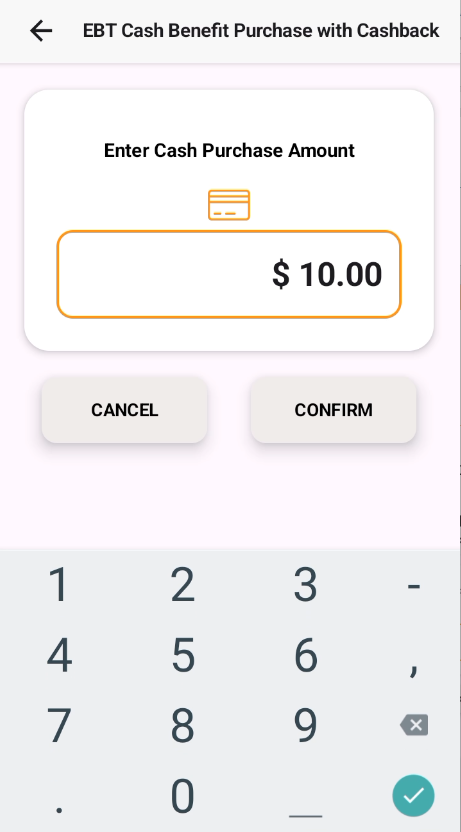 EBT Cash Benefit Purchase with Cashback
Enter Cash Purchase Amount
$ 10.00
CANCEL CONFIRM
1 2 3 -
4 5 6 ,
7 8 9
. 0 _